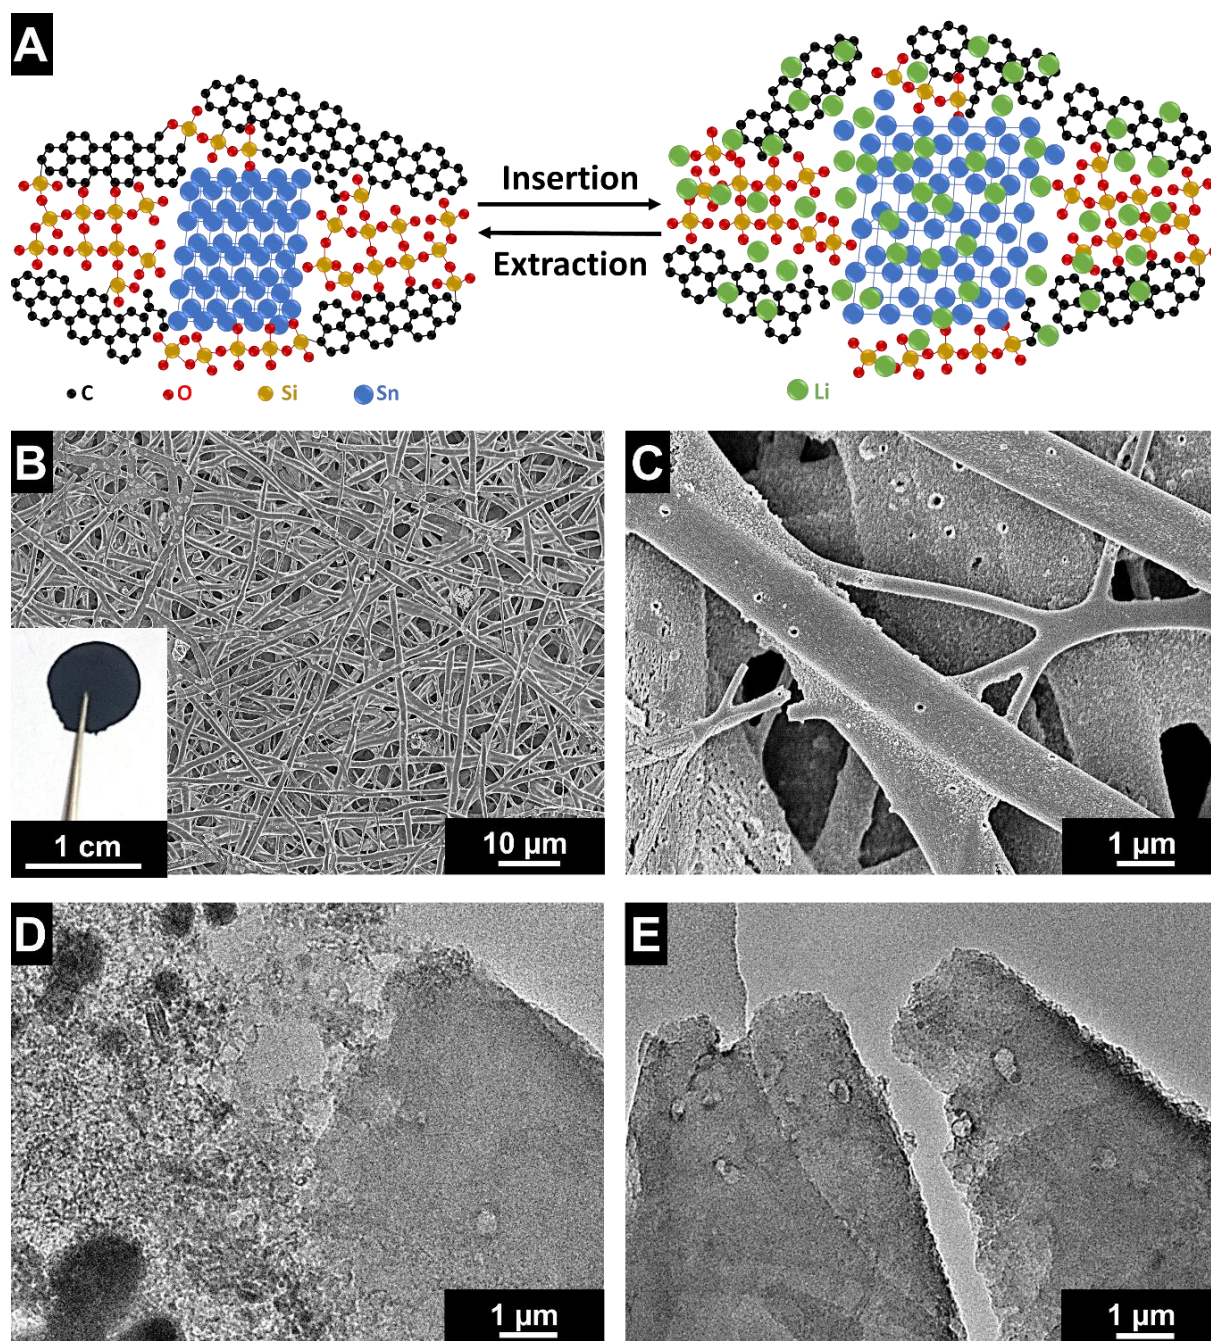 A
Insertion
Extraction
C
O
Si
Sn
Li
B
1 cm
10 µm
C
1 µm
D
1 µm
E
1 µm